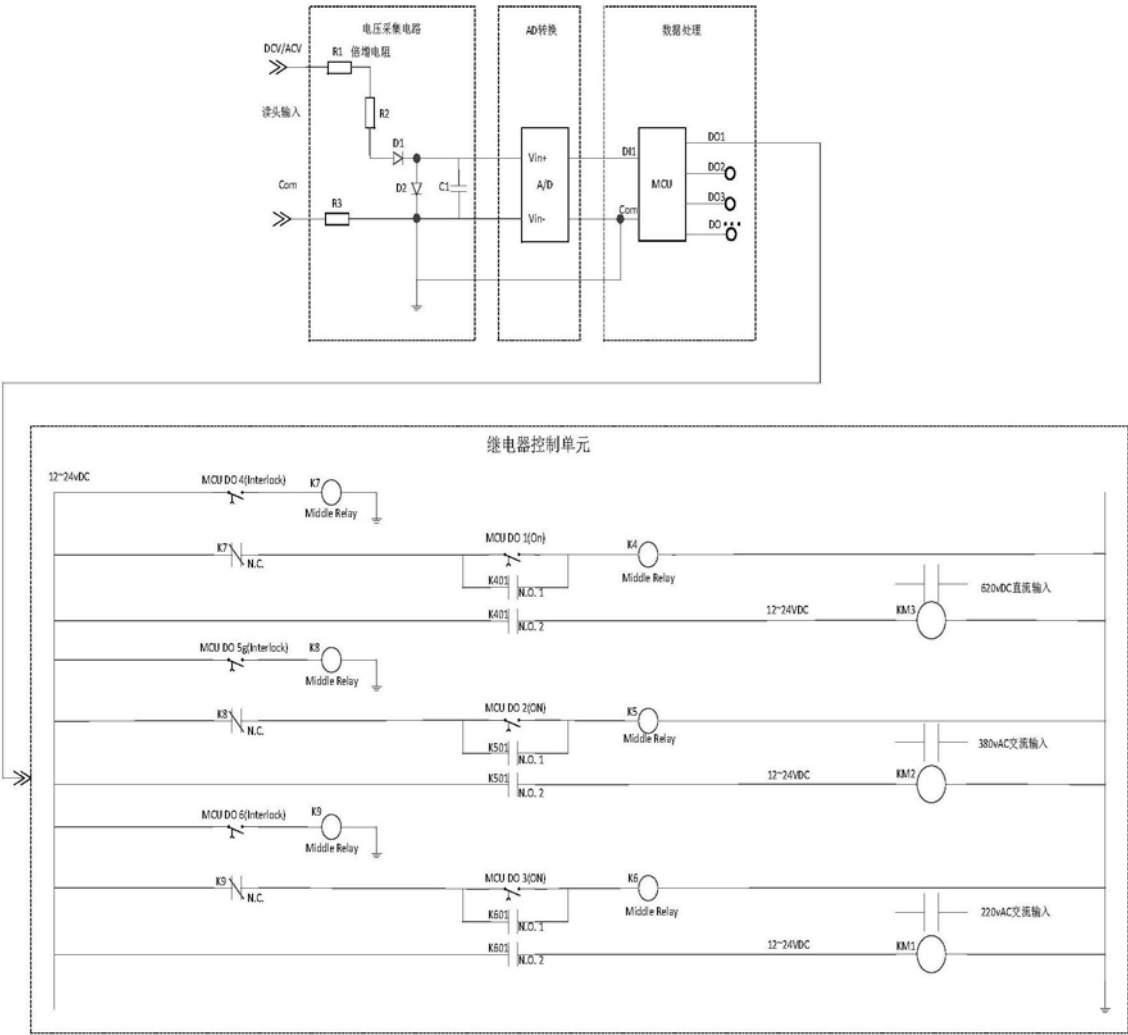 电压采集电路
AD转换
数据处理
DCV/ACV
R1 倍增电阻
读头输入
R2
D1
D2
C1
Com
R3
Vin+
A/D
Vin-
DI1
Com
MCU
DO1
DO2
DO3
DO•••
继电器控制单元
12~24vDC
MCU DO 4(Interlock)
K7
Middle Relay
K7
N.C.
MCU DO 1(On)
K4
Middle Relay
K401
N.O. 1
620vDC直流输入
K401
N.O. 2
12~24VDC
KM3
MCU DO 5g(Interlock)
K8
Middle Relay
K8
N.C.
MCU DO 2(ON)
K5
Middle Relay
K501
N.O. 1
380vAC交流输入
K501
N.O. 2
12~24VDC
KM2
MCU DO 6(Interlock)
K9
Middle Relay
K9
N.C.
MCU DO 3(ON)
K6
Middle Relay
K601
N.O. 1
220vAC交流输入
K601
N.O. 2
12~24VDC
KM1